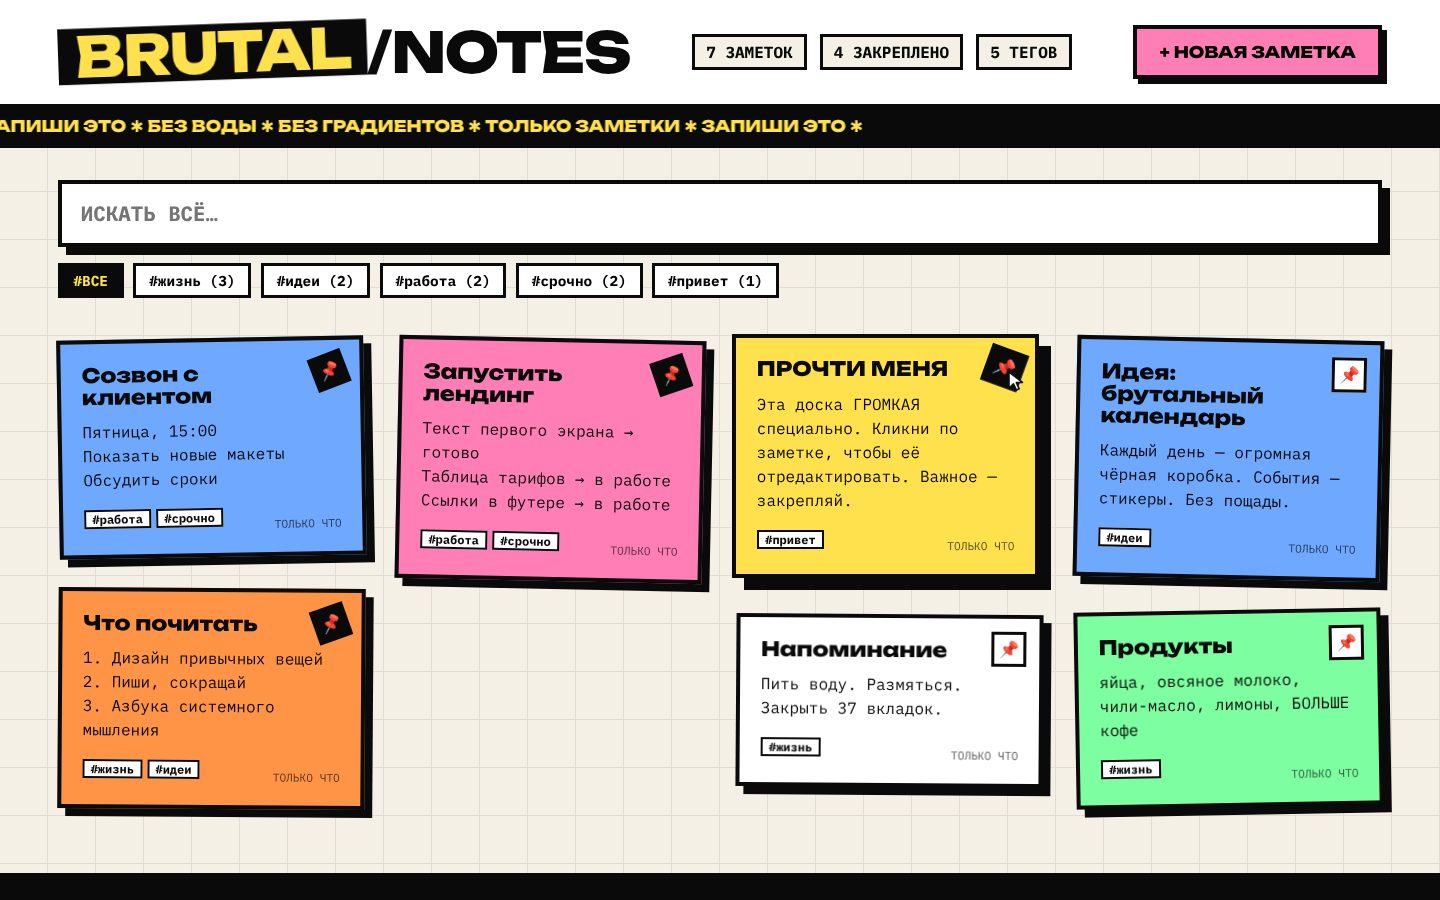 BRUTAL/NOTES
7 ЗАМЕТОК
4 ЗАКРЕПЛЕНО
5 ТЕГОВ
+ НОВАЯ ЗАМЕТКА
АПИШИ ЭТО ∗ БЕЗ ВОДЫ ∗ БЕЗ ГРАДИЕНТОВ ∗ ТОЛЬКО ЗАМЕТКИ ∗ ЗАПИШИ ЭТО ∗
ИСКАТЬ ВСЁ…
#ВСЕ
#жизнь (3)
#идеи (2)
#работа (2)
#срочно (2)
#привет (1)
Созвон с
клиентом
Пятница, 15:00
Показать новые макеты
Обсудить сроки
#работа #срочно
ТОЛЬКО ЧТО
Запустить
лендинг
Текст первого экрана →
готово
Таблица тарифов → в работе
Ссылки в футере → в работе
#работа #срочно
ТОЛЬКО ЧТО
ПРОЧТИ МЕНЯ
Эта доска ГРОМКАЯ
специально. Кликни по
заметке, чтобы её
отредактировать. Важное —
закрепляй.
#привет
ТОЛЬКО ЧТО
Идея:
брутальный
календарь
Каждый день — огромная
чёрная коробка. События —
стикеры. Без пощады.
#идеи
ТОЛЬКО ЧТО
Что почитать
1. Дизайн привычных вещей
2. Пиши, сокращай
3. Азбука системного
мышления
#жизнь #идеи
ТОЛЬКО ЧТО
Напоминание
Пить воду. Размяться.
Закрыть 37 вкладок.
#жизнь
ТОЛЬКО ЧТО
Продукты
яйца, овсяное молоко,
чили-масло, лимоны, БОЛЬШЕ
кофе
#жизнь
ТОЛЬКО ЧТО